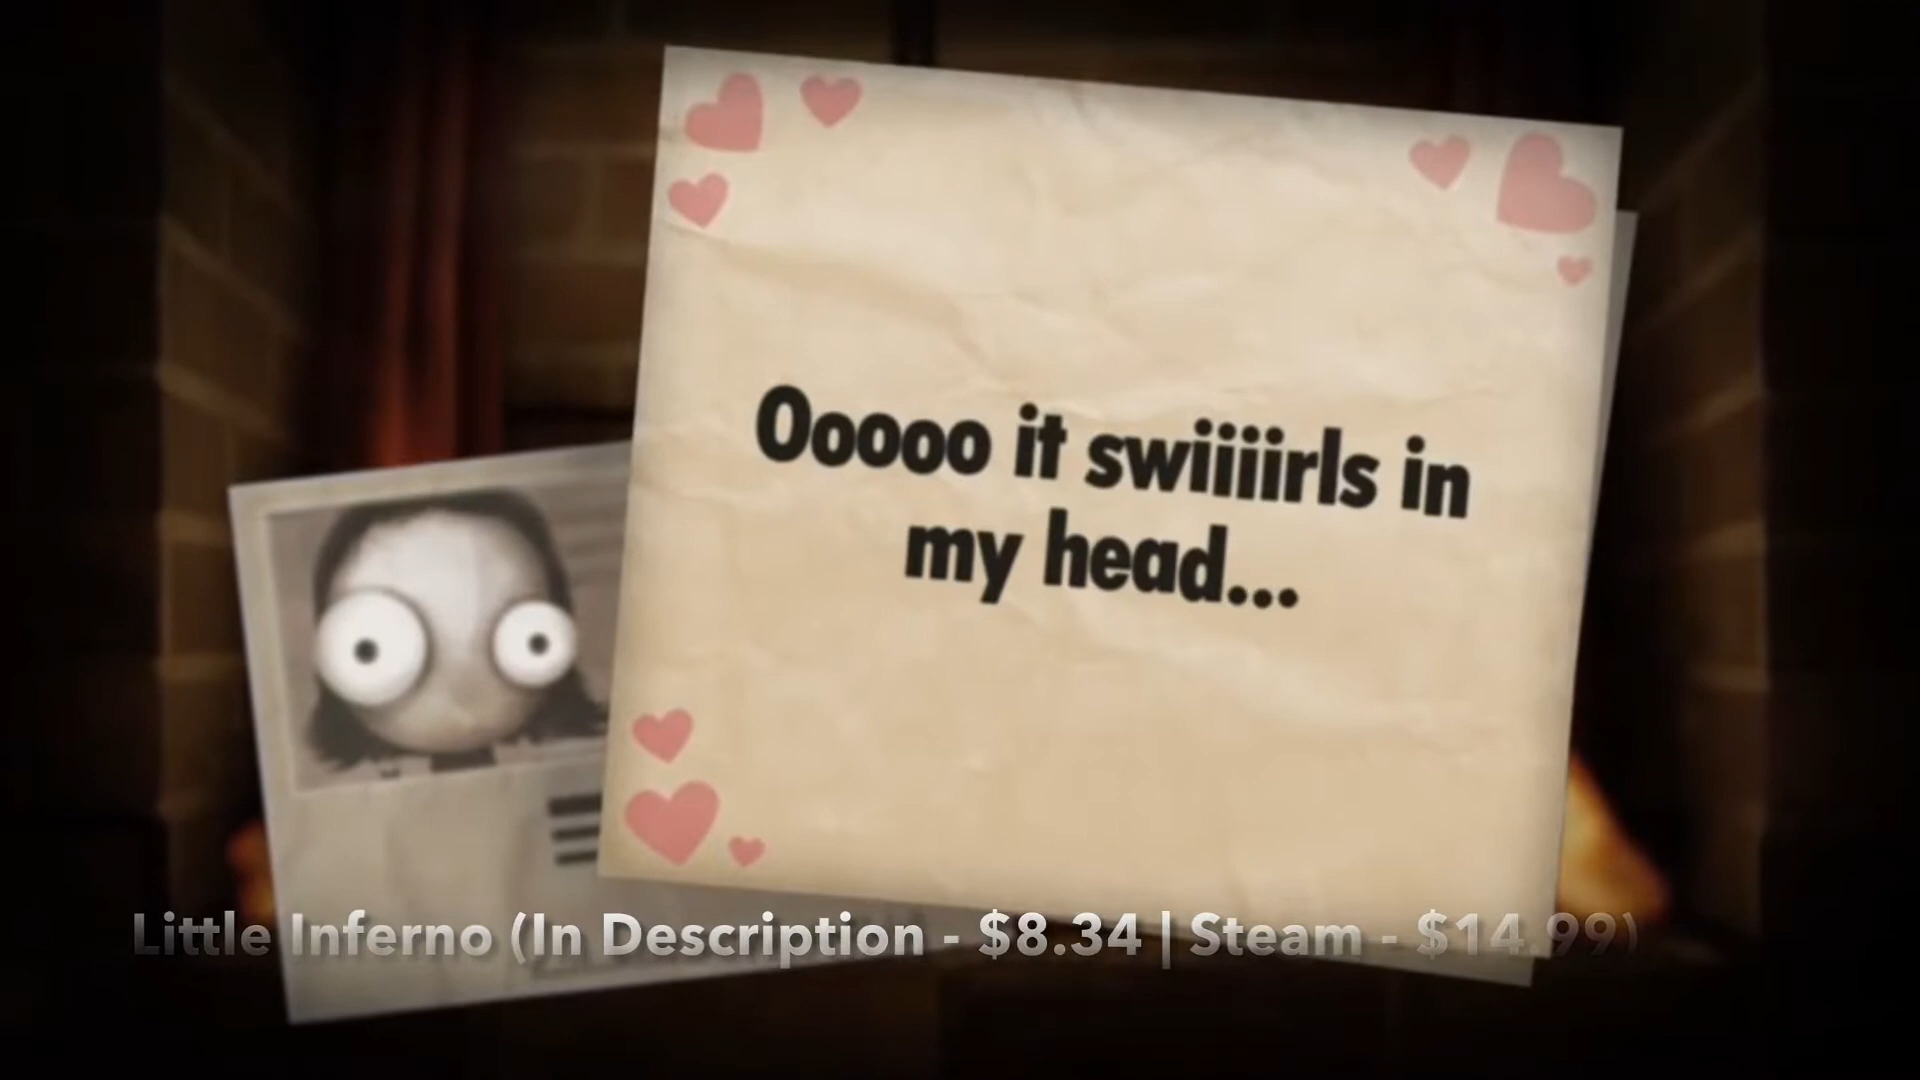 Ooooo it swiiiirls in
my head...
Little Inferno (In Description - $8.34 | Steam - $14.99)